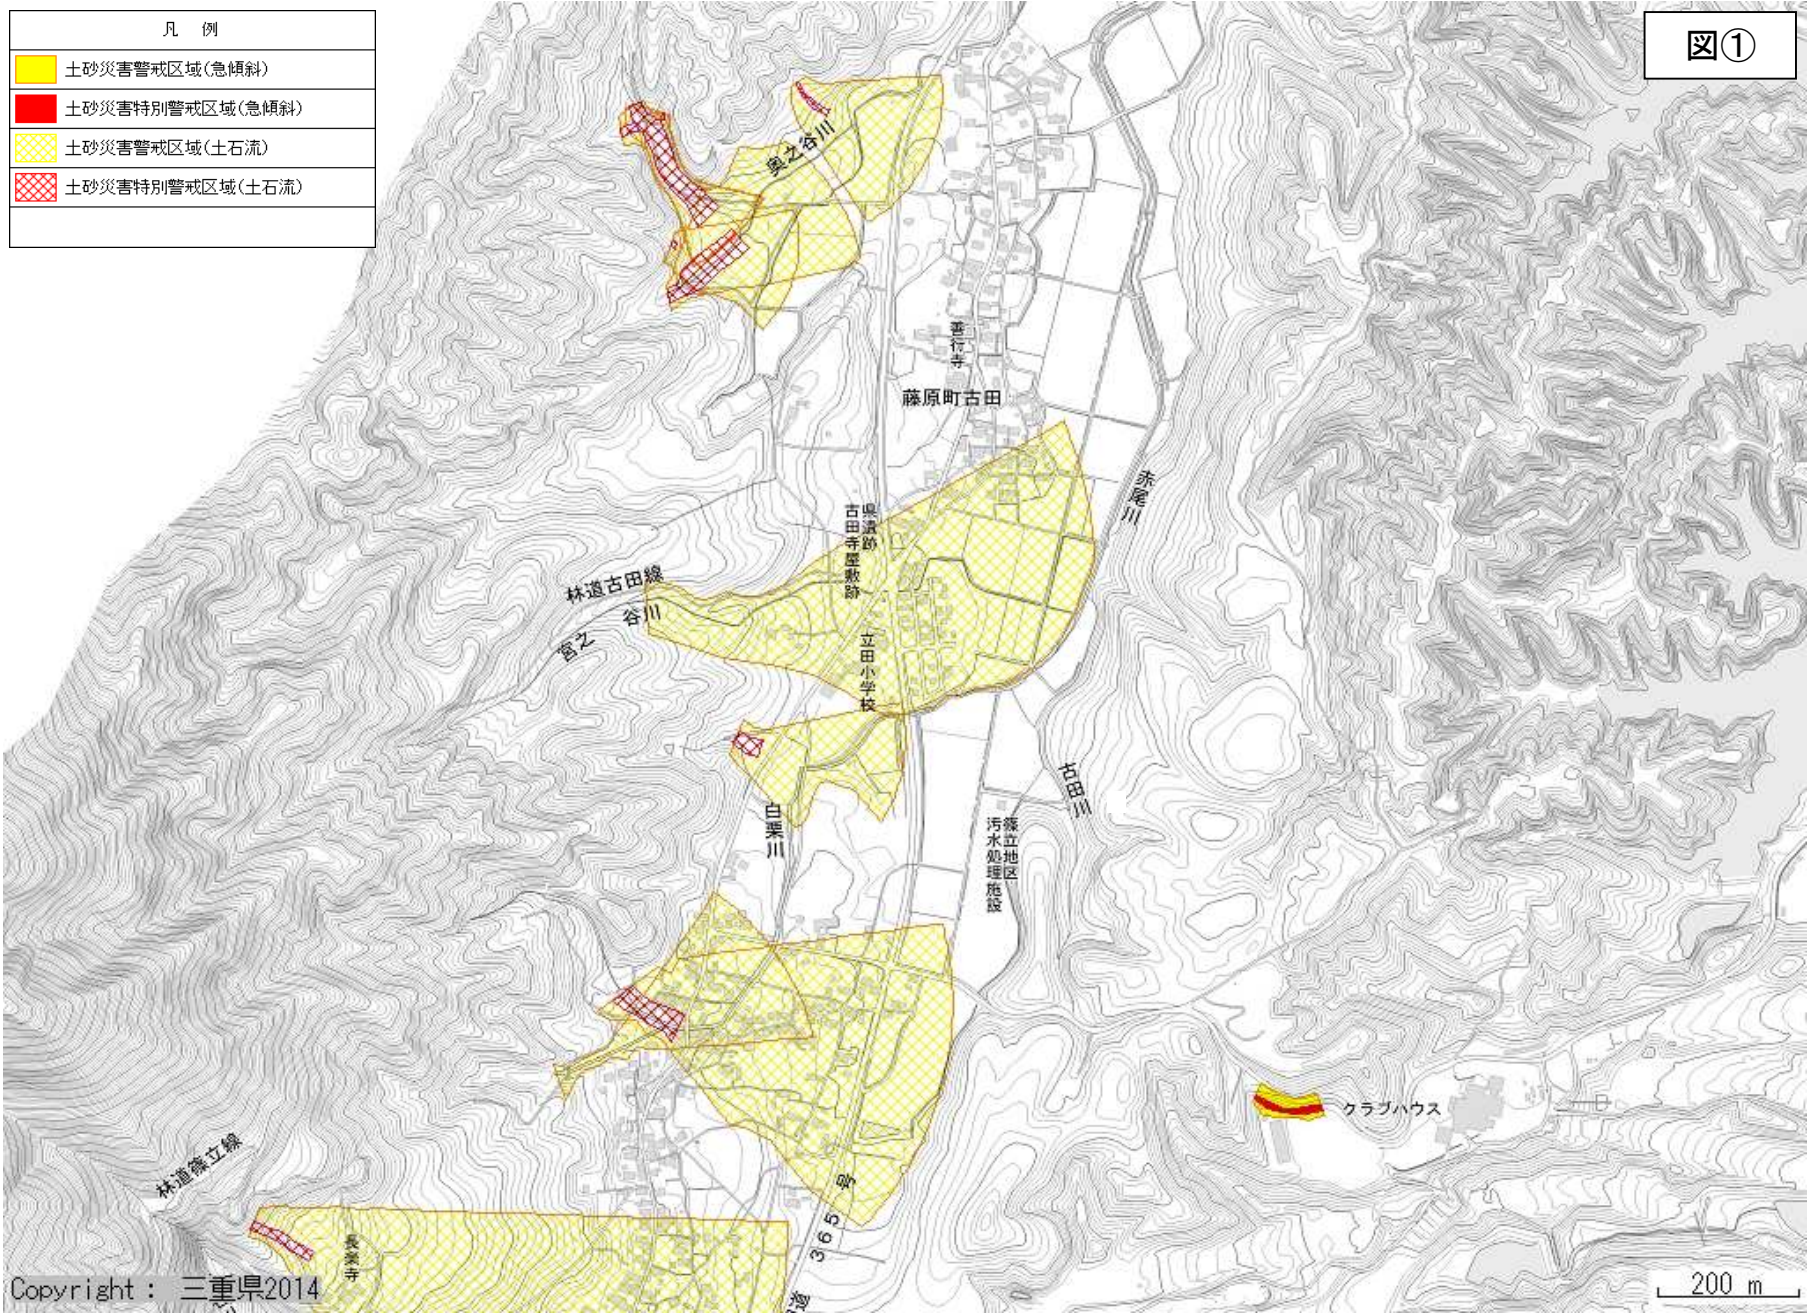 凡 例
土砂災害警戒区域(急傾斜)
土砂災害特別警戒区域(急傾斜)
土砂災害警戒区域(土石流)
土砂災害特別警戒区域(土石流)
図①
奥之谷川
善行寺
藤原町古田
赤尾川
県遺跡
古田寺屋敷跡
林道古田線
宮之谷川
立田小学校
古田川
白栗川
篠立地区
汚水処理施設
クラブハウス
林道篠立線
長楽寺
道 365 号
Copyright : 三重県2014
200 m